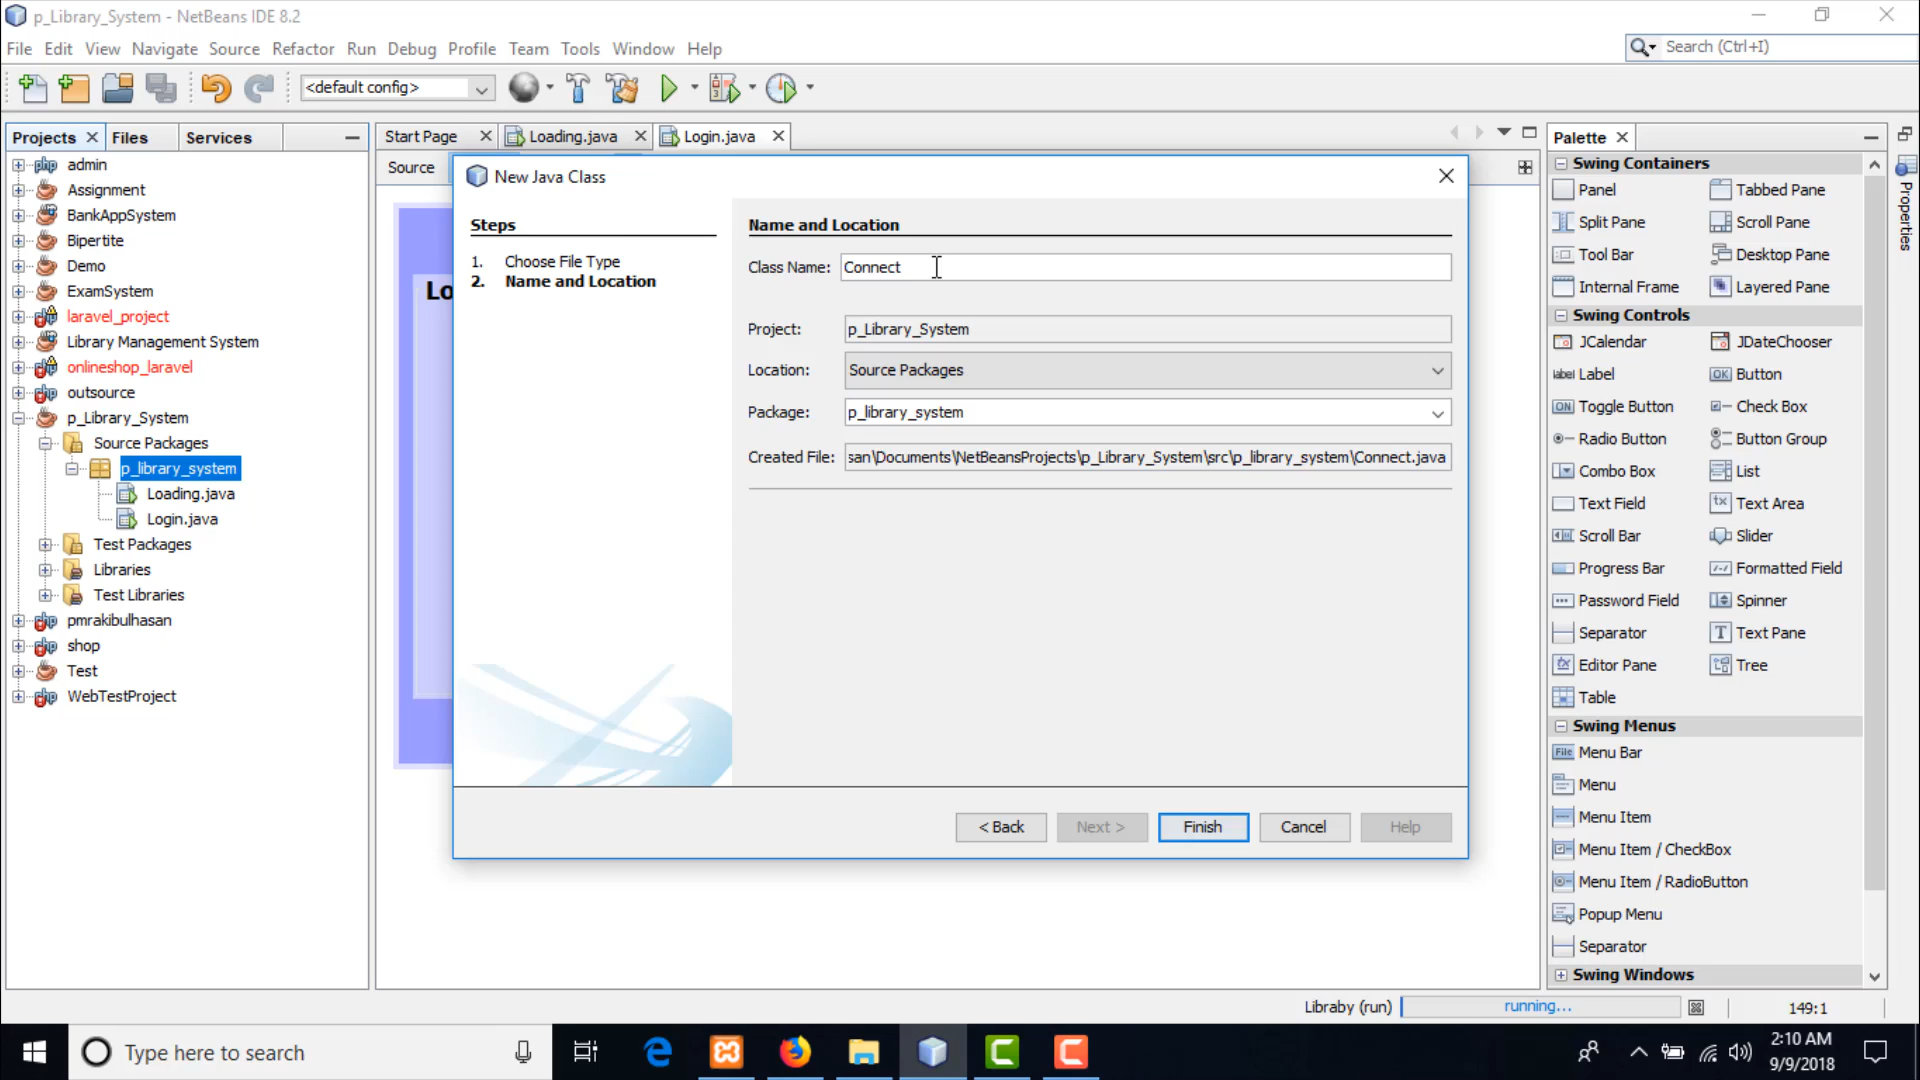 p_Library_System - NetBeans IDE 8.2
File Edit View Navigate Source Refactor Run Debug Profile Team Tools Window Help
Search (Ctrl+I)
<default config>
Projects Files Services
Start Page Loading.java Login.java
Palette
Source
Properties
admin
Assignment
BankAppSystem
Bipertite
Demo
ExamSystem
laravel_project
Library Management System
onlineshop_laravel
outsource
p_Library_System
Source Packages
p_library_system
Loading.java
Login.java
Test Packages
Libraries
Test Libraries
pmrakibulhasan
shop
Test
WebTestProject
Lo
New Java Class
Steps
1. Choose File Type
2. Name and Location
Name and Location
Class Name: Connect
Project: p_Library_System
Location: Source Packages
Package: p_library_system
Created File: san\Documents\NetBeansProjects\p_Library_System\src\p_library_system\Connect.java
< Back Next > Finish Cancel Help
Swing Containers
Panel Tabbed Pane
Split Pane Scroll Pane
Tool Bar Desktop Pane
Internal Frame Layered Pane
Swing Controls
JCalendar JDateChooser
label Label OK Button
ON Toggle Button Check Box
Radio Button Button Group
Combo Box List
Text Field Text Area
Scroll Bar Slider
Progress Bar Formatted Field
Password Field Spinner
Separator Text Pane
Editor Pane Tree
Table
Swing Menus
File Menu Bar
Menu
Menu Item
Menu Item / CheckBox
Menu Item / RadioButton
Popup Menu
Separator
Swing Windows
Libraby (run) running... 149:1
Type here to search
2:10 AM
9/9/2018